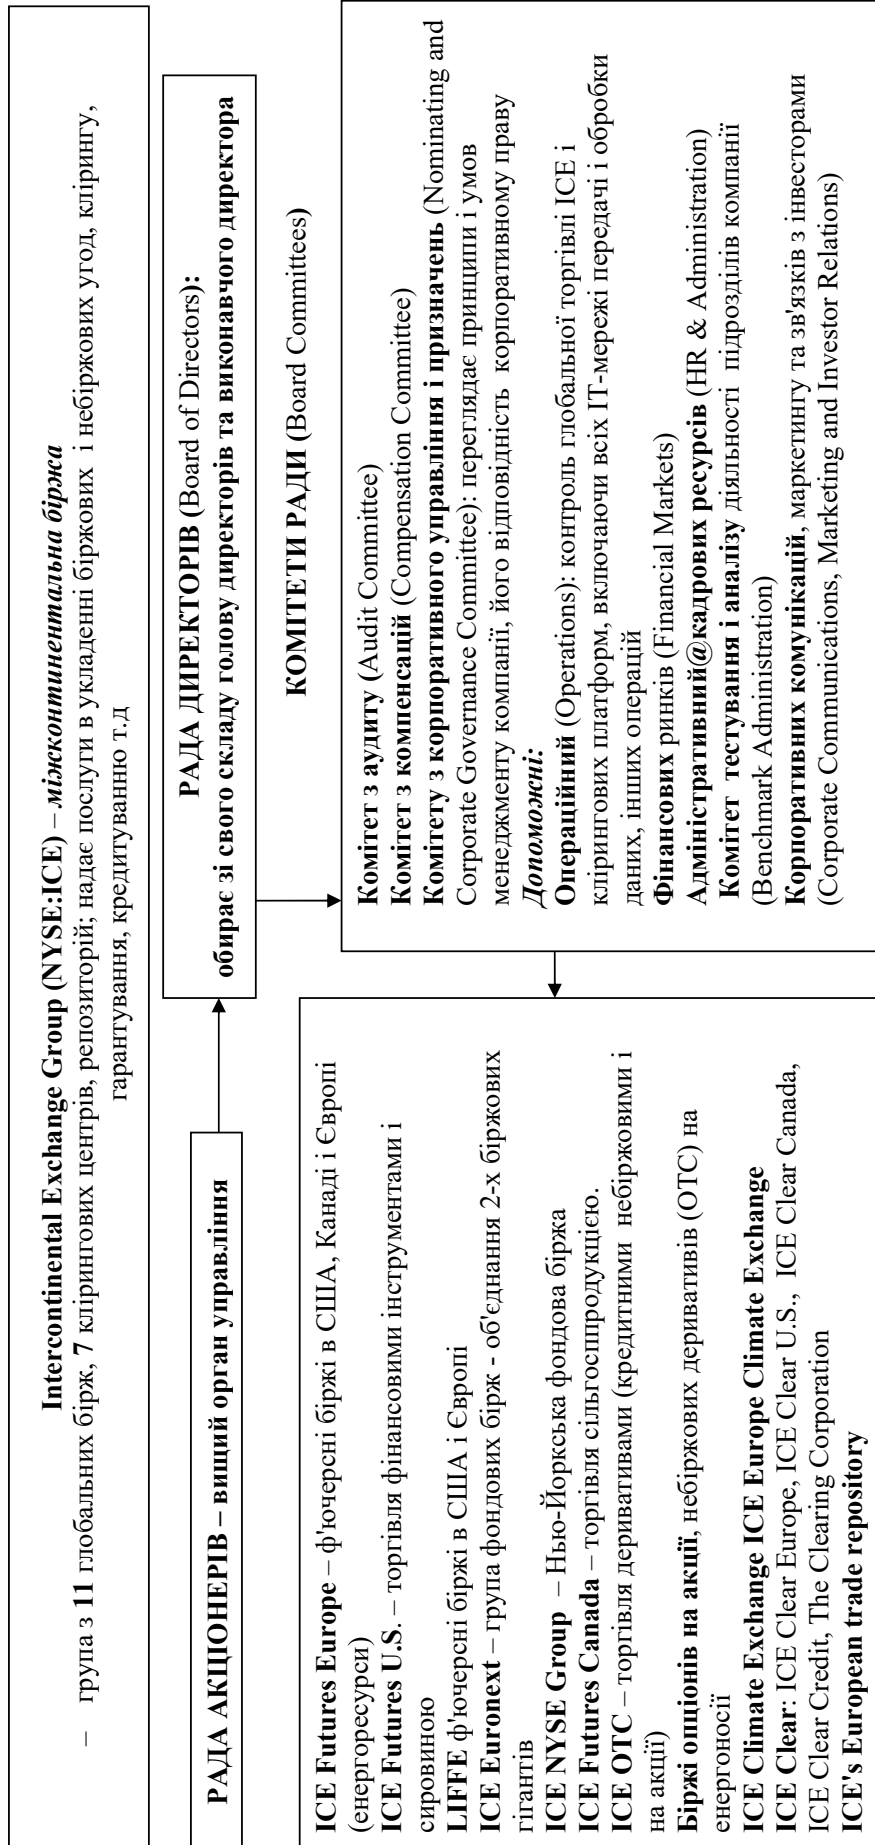 Intercontinental Exchange Group (NYSE:ICE) – міжконтинентальна біржа
– група з 11 глобальних бірж, 7 клірингових центрів, репозиторій; надає послуги в укладенні біржових і небіржових угод, клірингу,
гарантування, кредитуванню т.д
РАДА АКЦІОНЕРІВ – вищий орган управління
РАДА ДИРЕКТОРІВ (Board of Directors):
обирає зі свого складу голову директорів та виконавчого директора
КОМІТЕТИ РАДИ (Board Committees)
ICE Futures Europe – ф'ючерсні біржі в США, Канаді і Європі
(енергоресурси)
ICE Futures U.S. – торгівля фінансовими інструментами і
сировиною
LIFFE ф'ючерсні біржі в США і Європі
ICE Euronext – група фондових бірж - об'єднання 2-х біржових
гігантів
ICE NYSE Group – Нью-Йоркська фондова біржа
ICE Futures Canada – торгівля сільгосппродукцією.
ICE OTC – торгівля деривативами (кредитними небіржовими і
на акції)
Біржі опціонів на акції, небіржових деривативів (OTC) на
енергоносії
ICE Climate Exchange ICE Europe Climate Exchange
ICE Clear: ICE Clear Europe, ICE Clear U.S., ICE Clear Canada,
ICE Clear Credit, The Clearing Corporation
ICE's European trade repository
Комітет з аудиту (Audit Committee)
Комітет з компенсацій (Compensation Committee)
Комітету з корпоративного управління і призначень (Nominating and
Corporate Governance Committee): переглядає принципи і умов
менеджменту компанії, його відповідність корпоративному праву
Допоможні:
Операційний (Operations): контроль глобальної торгівлі ICE і
клірингових платформ, включаючи всіх ІТ-мережі передачі і обробки
даних, інших операцій
Фінансових ринків (Financial Markets)
Адміністративний@кадрових ресурсів (HR & Administration)
Комітет тестування і аналізу діяльності підрозділів компанії
(Benchmark Administration)
Корпоративних комунікацій, маркетингу та зв'язків з інвесторами
(Corporate Communications, Marketing and Investor Relations)